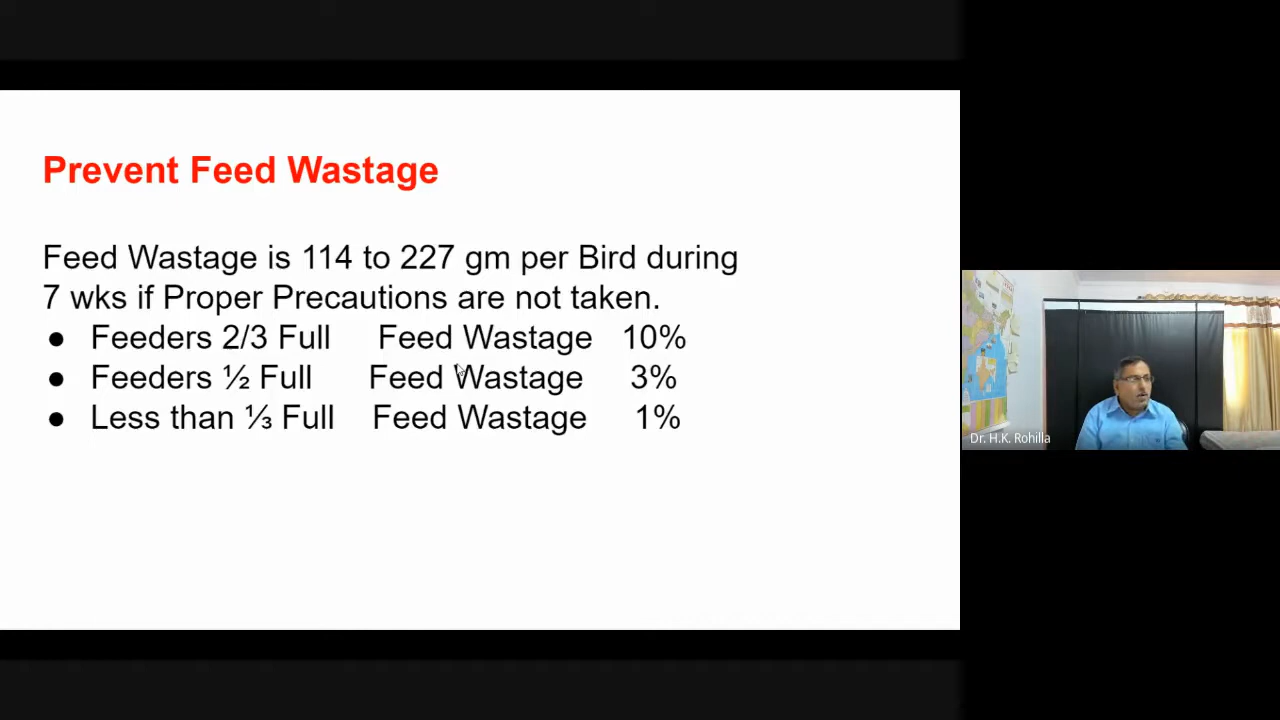 Prevent Feed Wastage
Feed Wastage is 114 to 227 gm per Bird during
7 wks if Proper Precautions are not taken.
● Feeders 2/3 Full Feed Wastage 10%
● Feeders ½ Full Feed Wastage 3%
● Less than ⅓ Full Feed Wastage 1%
Dr. H.K. Rohilla